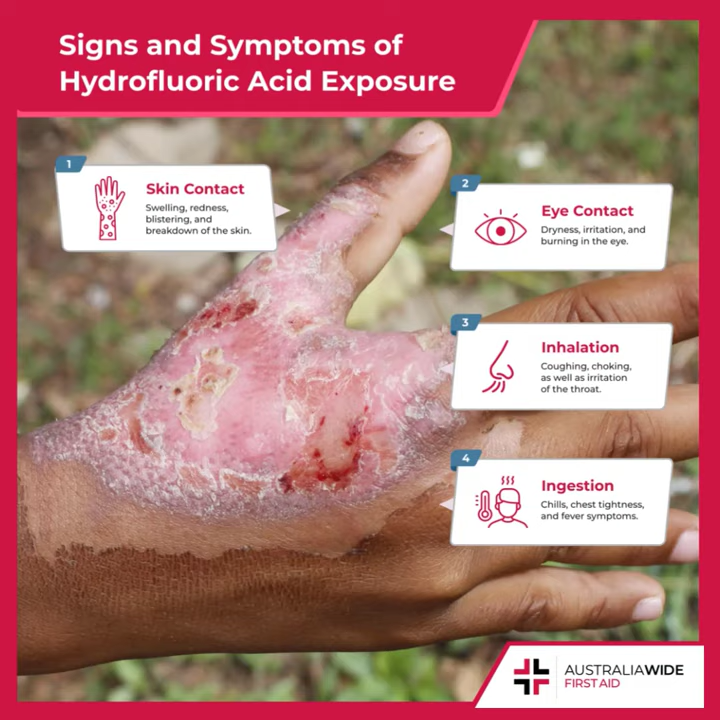 Signs and Symptoms of
Hydrofluoric Acid Exposure
1
Skin Contact
Swelling, redness,
blistering, and
breakdown of the skin.
2
Eye Contact
Dryness, irritation, and
burning in the eye.
3
Inhalation
Coughing, choking,
as well as irritation
of the throat.
4
Ingestion
Chills, chest tightness,
and fever symptoms.
AUSTRALIAWIDE
FIRST AID